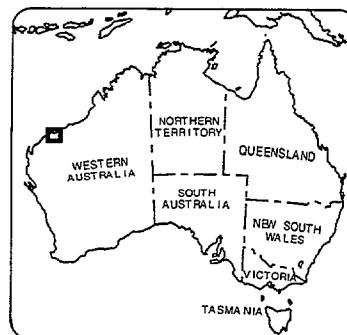 NORTHERN
TERRITORY
QUEENSLAND
WESTERN
AUSTRALIA
SOUTH
AUSTRALIA
NEW SOUTH
WALES
VICTORIA
TASMANIA